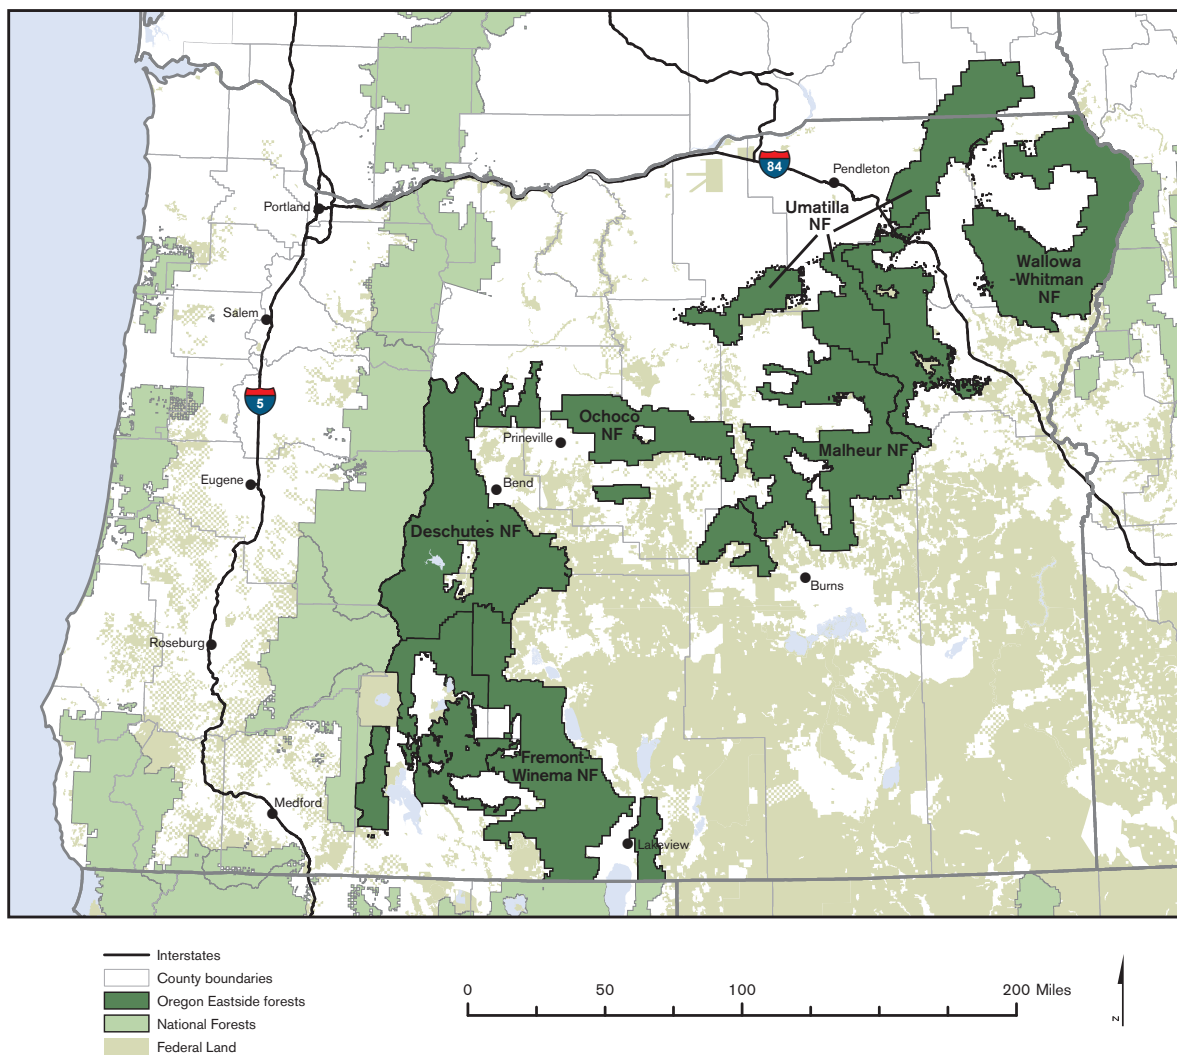 84
Pendleton
Portland
Umatilla
NF
Wallowa
-Whitman
NF
Salem
5
Ochoco
NF
Prineville
Malheur NF
Eugene
Bend
Deschutes NF
Burns
Roseburg
Fremont-
Winema NF
Medford
Lakeview
Interstates
County boundaries
Oregon Eastside forests
National Forests
Federal Land
0 50 100 200 Miles
N